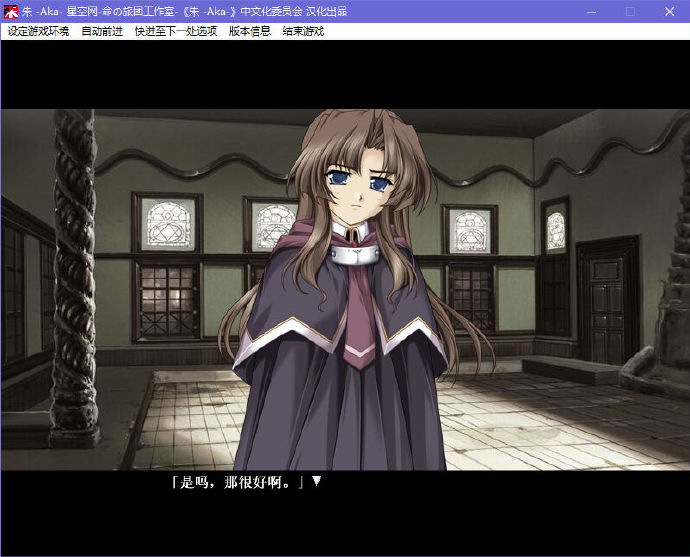 朱 -Aka- 星空网-命の旅团工作室-《朱 -Aka-》中文化委员会 汉化出品
设定游戏环境 自动前进 快进至下一处选项 版本信息 结束游戏
「是吗，那很好啊。」▼